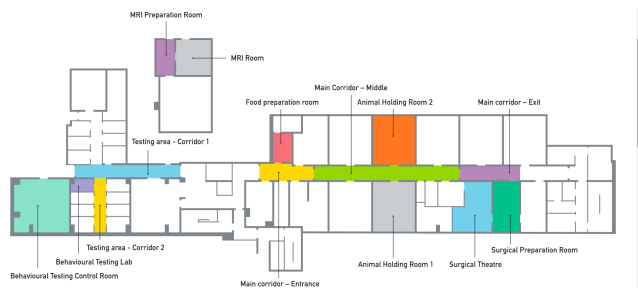 MRI Preparation Room
MRI Room
Main Corridor – Middle
Food preparation room
Animal Holding Room 2
Main corridor – Exit
Testing area - Corridor 1
Testing area - Corridor 2
Behavioural Testing Lab
Behavioural Testing Control Room
Main corridor – Entrance
Animal Holding Room 1
Surgical Theatre
Surgical Preparation Room